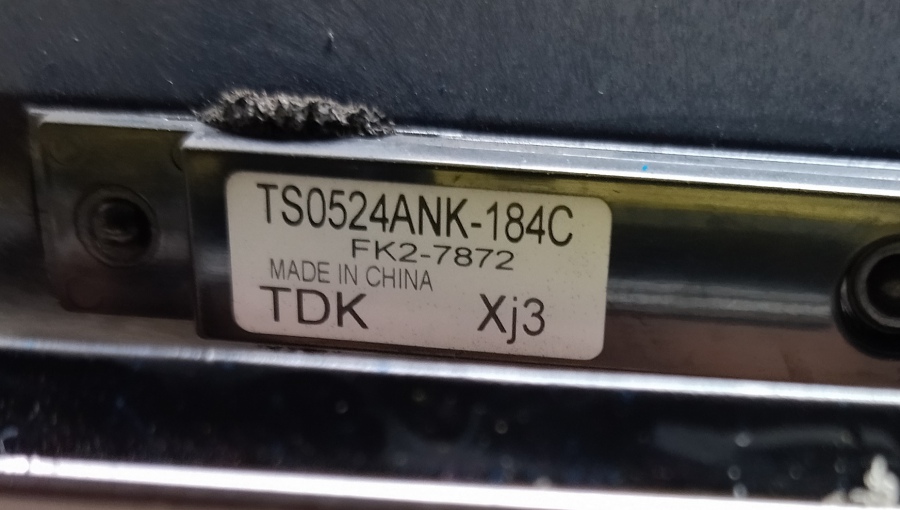 TS0524ANK-184C
FK2-7872
MADE IN CHINA
TDK Xj3